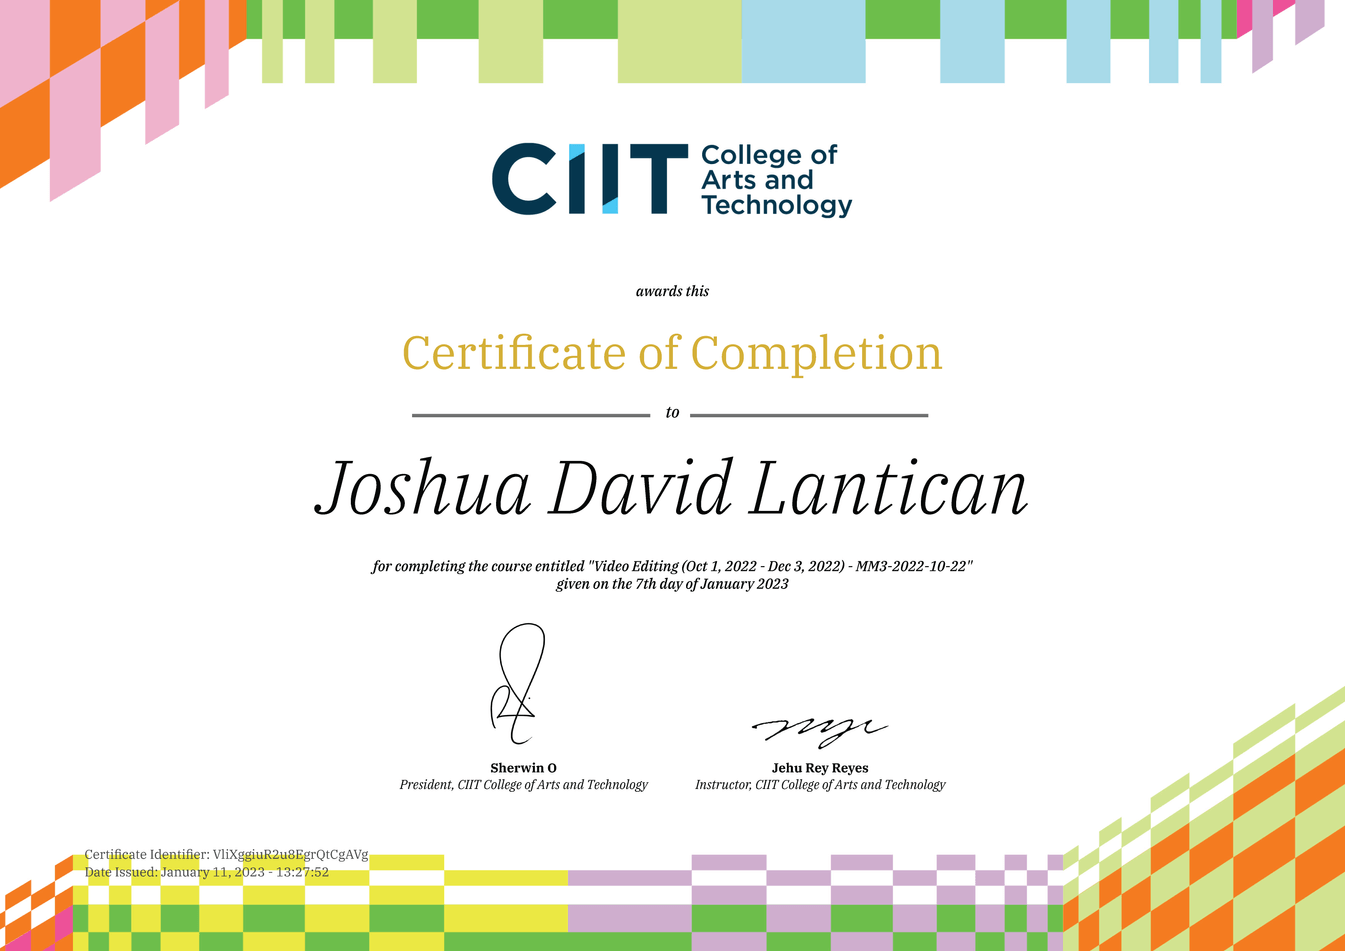 CIIT College of
Arts and
Technology
awards this
Certificate of Completion
to
Joshua David Lantican
for completing the course entitled "Video Editing (Oct 1, 2022 - Dec 3, 2022) - MM3-2022-10-22"
given on the 7th day of January 2023
Sherwin O
President, CIIT College of Arts and Technology
Jehu Rey Reyes
Instructor, CIIT College of Arts and Technology
Certificate Identifier: VliXggiuR2u8EgrQtCgAVg
Date Issued: January 11, 2023 - 13:27:52